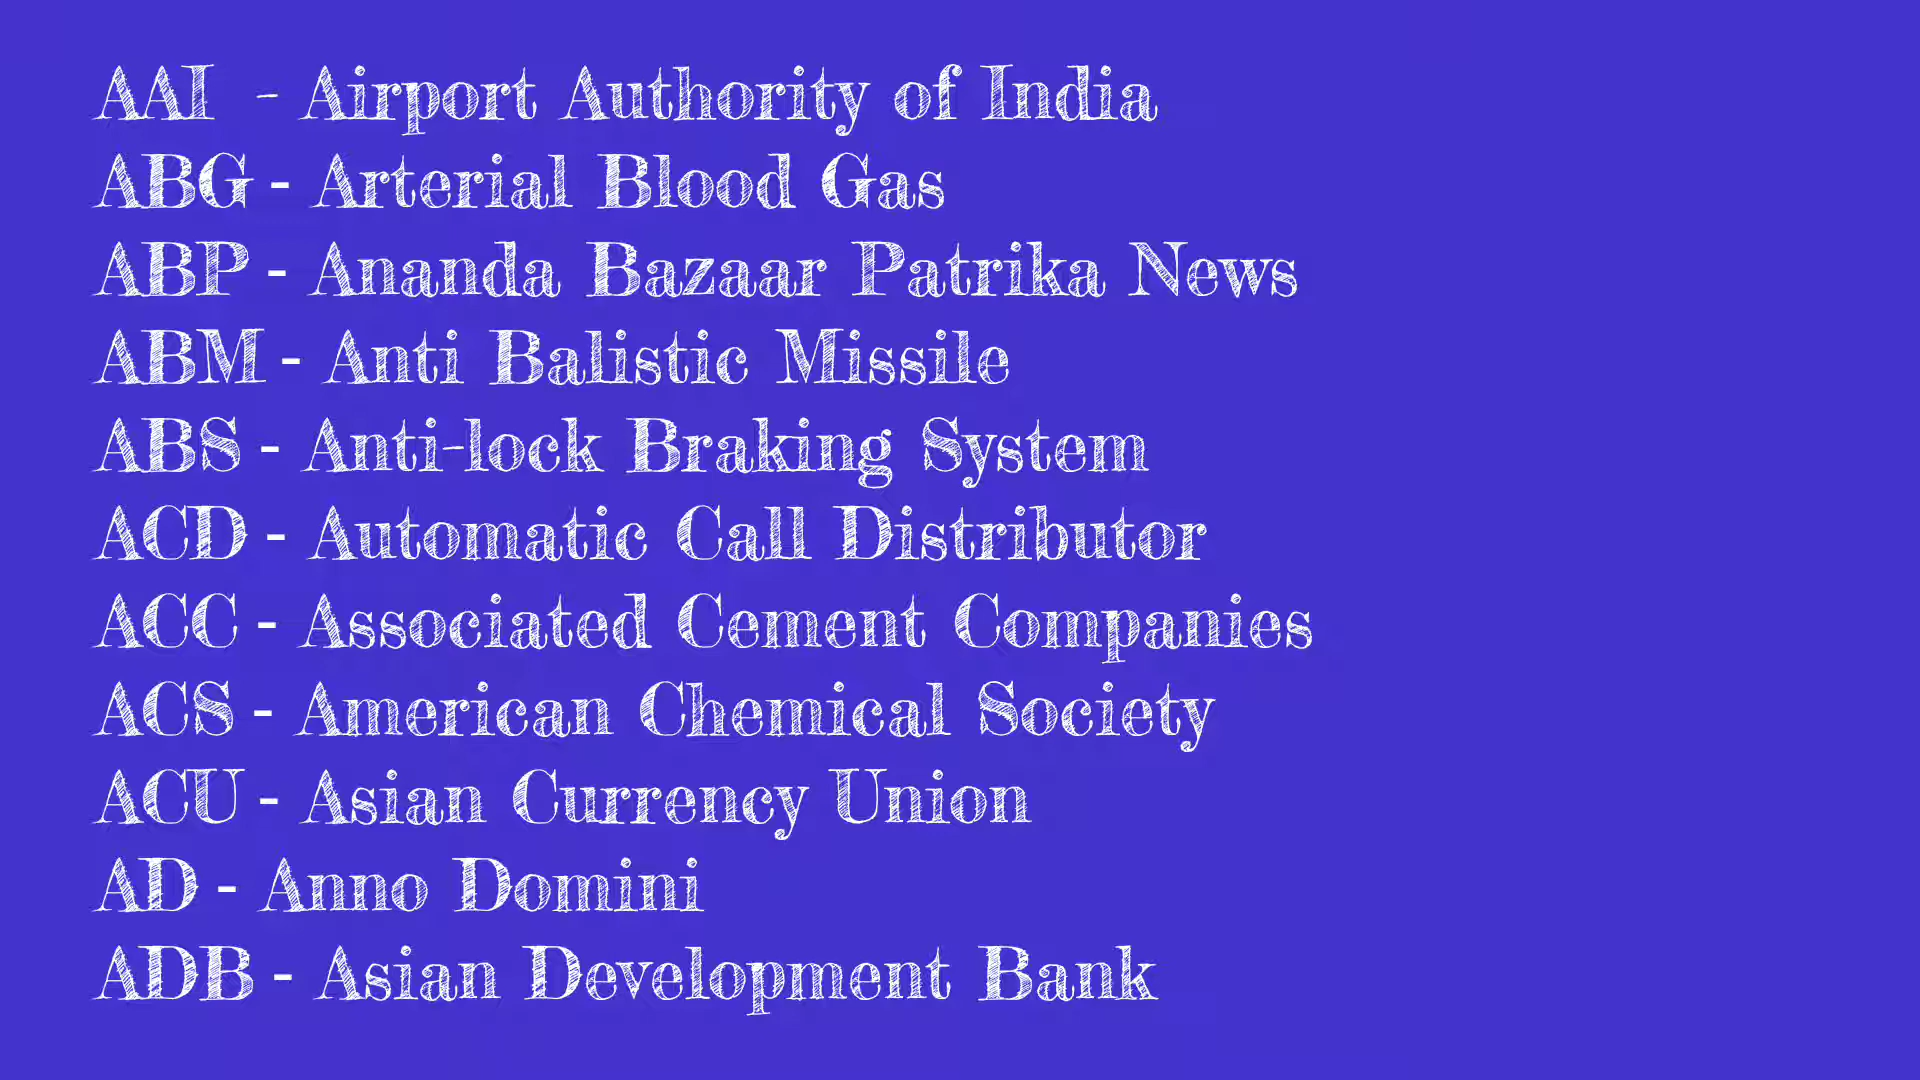 AAI - Airport Authority of India
ABG - Arterial Blood Gas
ABP - Ananda Bazaar Patrika News
ABM - Anti Balistic Missile
ABS - Anti-lock Braking System
ACD - Automatic Call Distributor
ACC - Associated Cement Companies
ACS - American Chemical Society
ACU - Asian Currency Union
AD - Anno Domini
ADB - Asian Development Bank